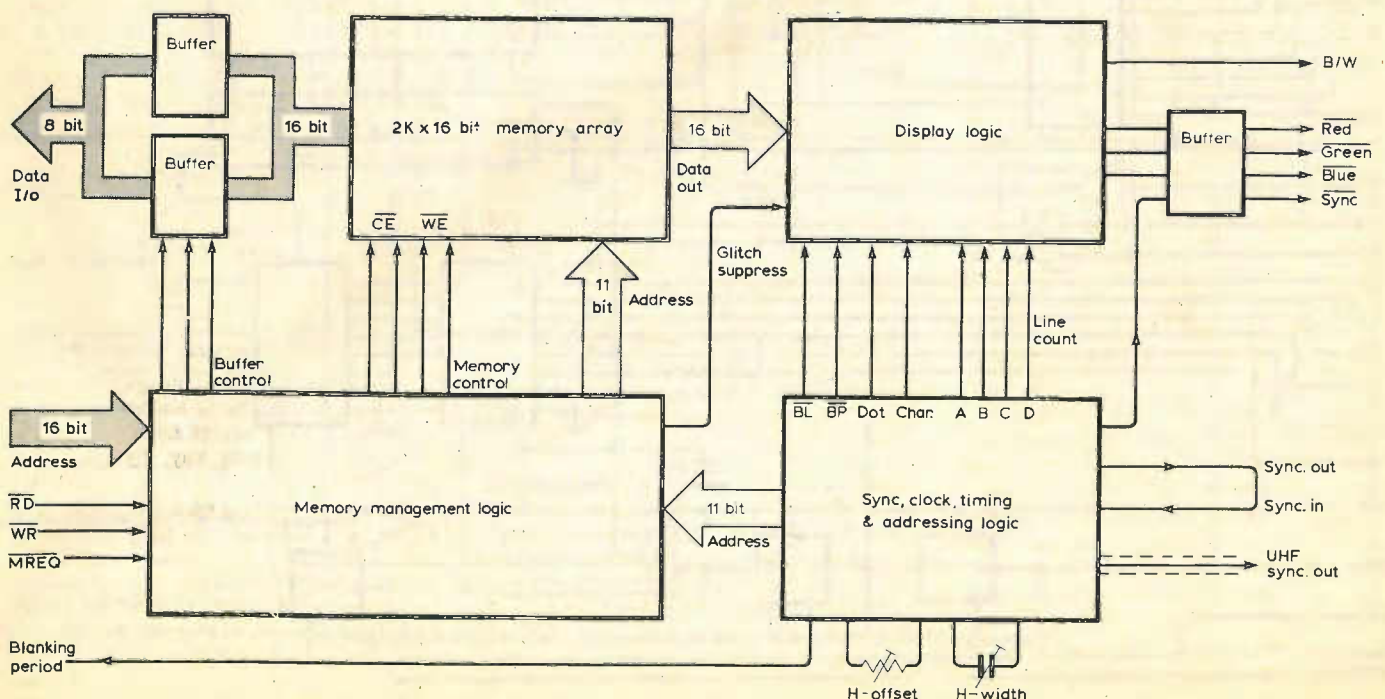 Buffer
8 bit
16 bit
Buffer
Data
I/o
2K x 16 bit memory array
CE WE
16 bit
Data
out
Display logic
B/W
Buffer
Red
Green
Blue
Sync
Glitch
suppress
11
bit
Address
Line
count
Buffer
control
Memory
control
16 bit
Address
RD
WR
MREQ
Memory management logic
11 bit
Address
BL BP Dot Char. A B C D
Sync, clock, timing
& addressing logic
Sync. out
Sync. in
UHF
sync. out
Blanking
period
H-offset
H-width